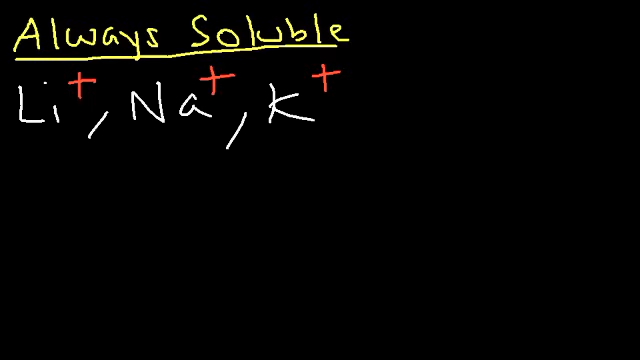 Always Soluble
Li⁺, Na⁺, K⁺